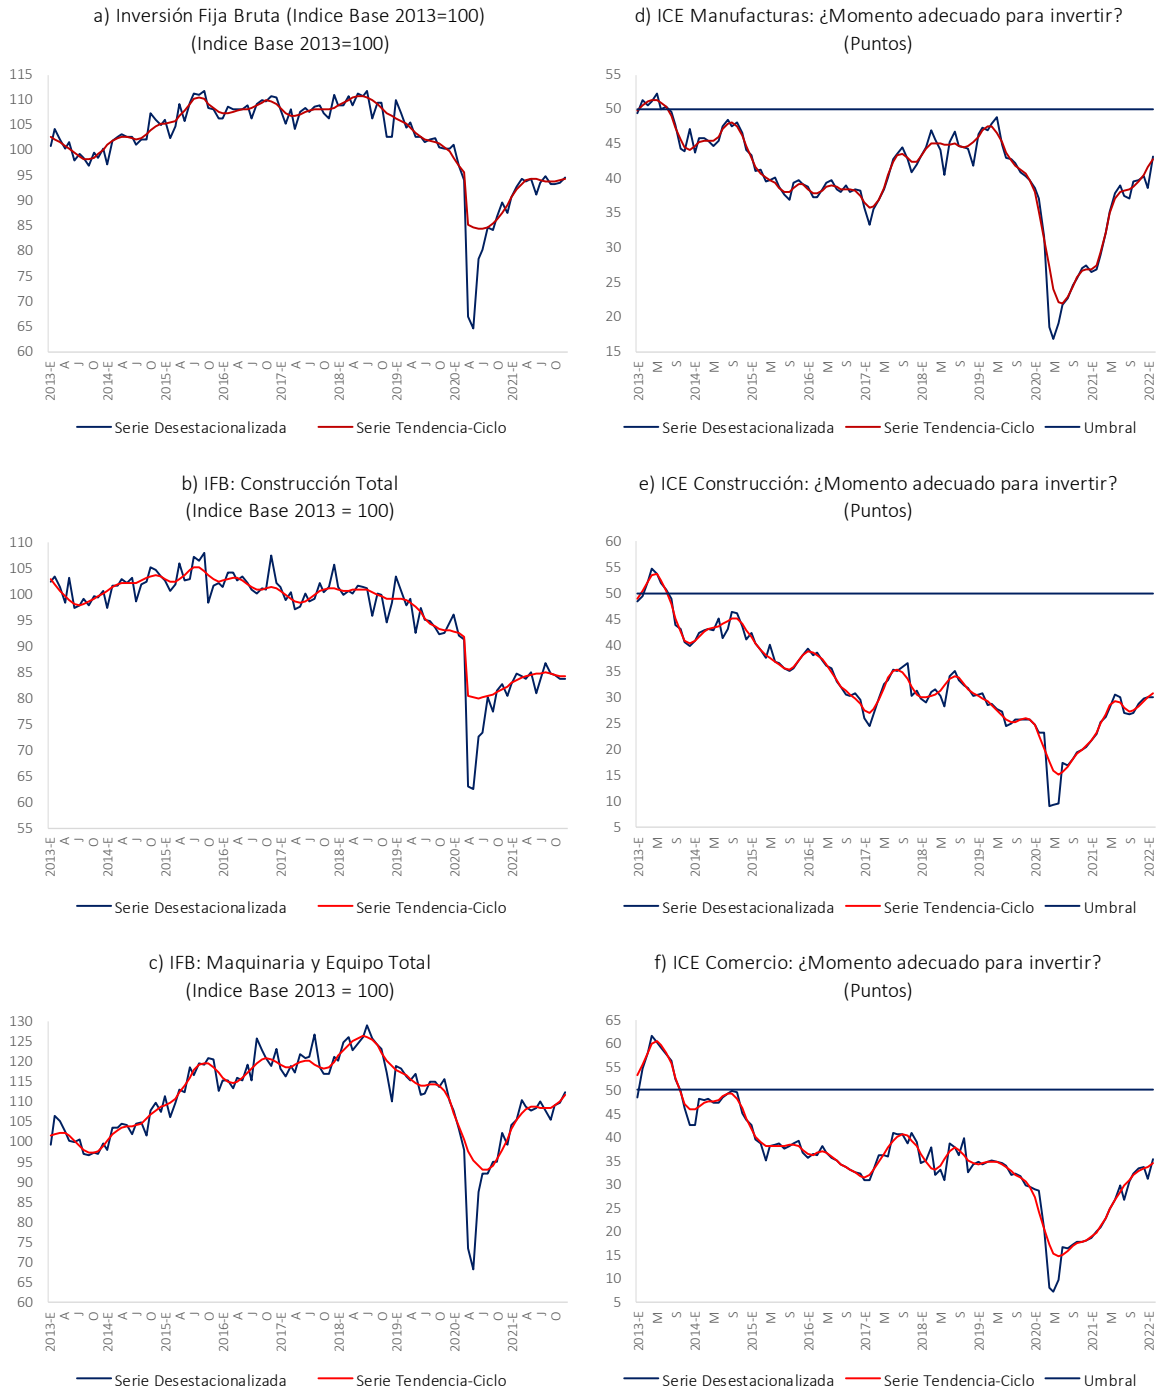 a) Inversión Fija Bruta (Indice Base 2013=100)
(Indice Base 2013=100)
115
110
105
100
95
90
85
80
75
70
65
60
2013-E
A
J
O
2014-E
A
J
O
2015-E
A
J
O
2016-E
A
J
O
2017-E
A
J
O
2018-E
A
J
O
2019-E
A
J
O
2020-E
A
J
O
2021-E
A
J
O
Serie Desestacionalizada
Serie Tendencia-Ciclo
d) ICE Manufacturas: ¿Momento adecuado para invertir?
(Puntos)
55
50
45
40
35
30
25
20
15
2013-E
M
S
2014-E
M
S
2015-E
M
S
2016-E
M
S
2017-E
M
S
2018-E
M
S
2019-E
M
S
2020-E
M
S
2021-E
M
S
2022-E
Serie Desestacionalizada
Serie Tendencia-Ciclo
Umbral
b) IFB: Construcción Total
(Indice Base 2013 = 100)
110
105
100
95
90
85
80
75
70
65
60
55
2013-E
A
J
O
2014-E
A
J
O
2015-E
A
J
O
2016-E
A
J
O
2017-E
A
J
O
2018-E
A
J
O
2019-E
A
J
O
2020-E
A
J
O
2021-E
A
J
O
Serie Desestacionalizada
Serie Tendencia-Ciclo
e) ICE Construcción: ¿Momento adecuado para invertir?
(Puntos)
60
55
50
45
40
35
30
25
20
15
10
5
2013-E
M
S
2014-E
M
S
2015-E
M
S
2016-E
M
S
2017-E
M
S
2018-E
M
S
2019-E
M
S
2020-E
M
S
2021-E
M
S
2022-E
Serie Desestacionalizada
Serie Tendencia-Ciclo
Umbral
c) IFB: Maquinaria y Equipo Total
(Indice Base 2013 = 100)
130
125
120
115
110
105
100
95
90
85
80
75
70
65
60
2013-E
A
J
O
2014-E
A
J
O
2015-E
A
J
O
2016-E
A
J
O
2017-E
A
J
O
2018-E
A
J
O
2019-E
A
J
O
2020-E
A
J
O
2021-E
A
J
O
Serie Desestacionalizada
Serie Tendencia-Ciclo
f) ICE Comercio: ¿Momento adecuado para invertir?
(Puntos)
65
60
55
50
45
40
35
30
25
20
15
10
5
2013-E
M
S
2014-E
M
S
2015-E
M
S
2016-E
M
S
2017-E
M
S
2018-E
M
S
2019-E
M
S
2020-E
M
S
2021-E
M
S
2022-E
Serie Desestacionalizada
Serie Tendencia-Ciclo
Umbral